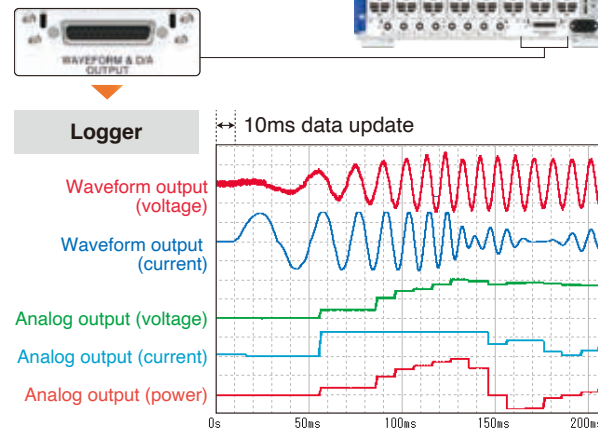 WAVEFORM & D/A
OUTPUT
Logger
10ms data update
Waveform output
(voltage)
Waveform output
(current)
Analog output (voltage)
Analog output (current)
Analog output (power)
0s 50ms 100ms 150ms 200ms